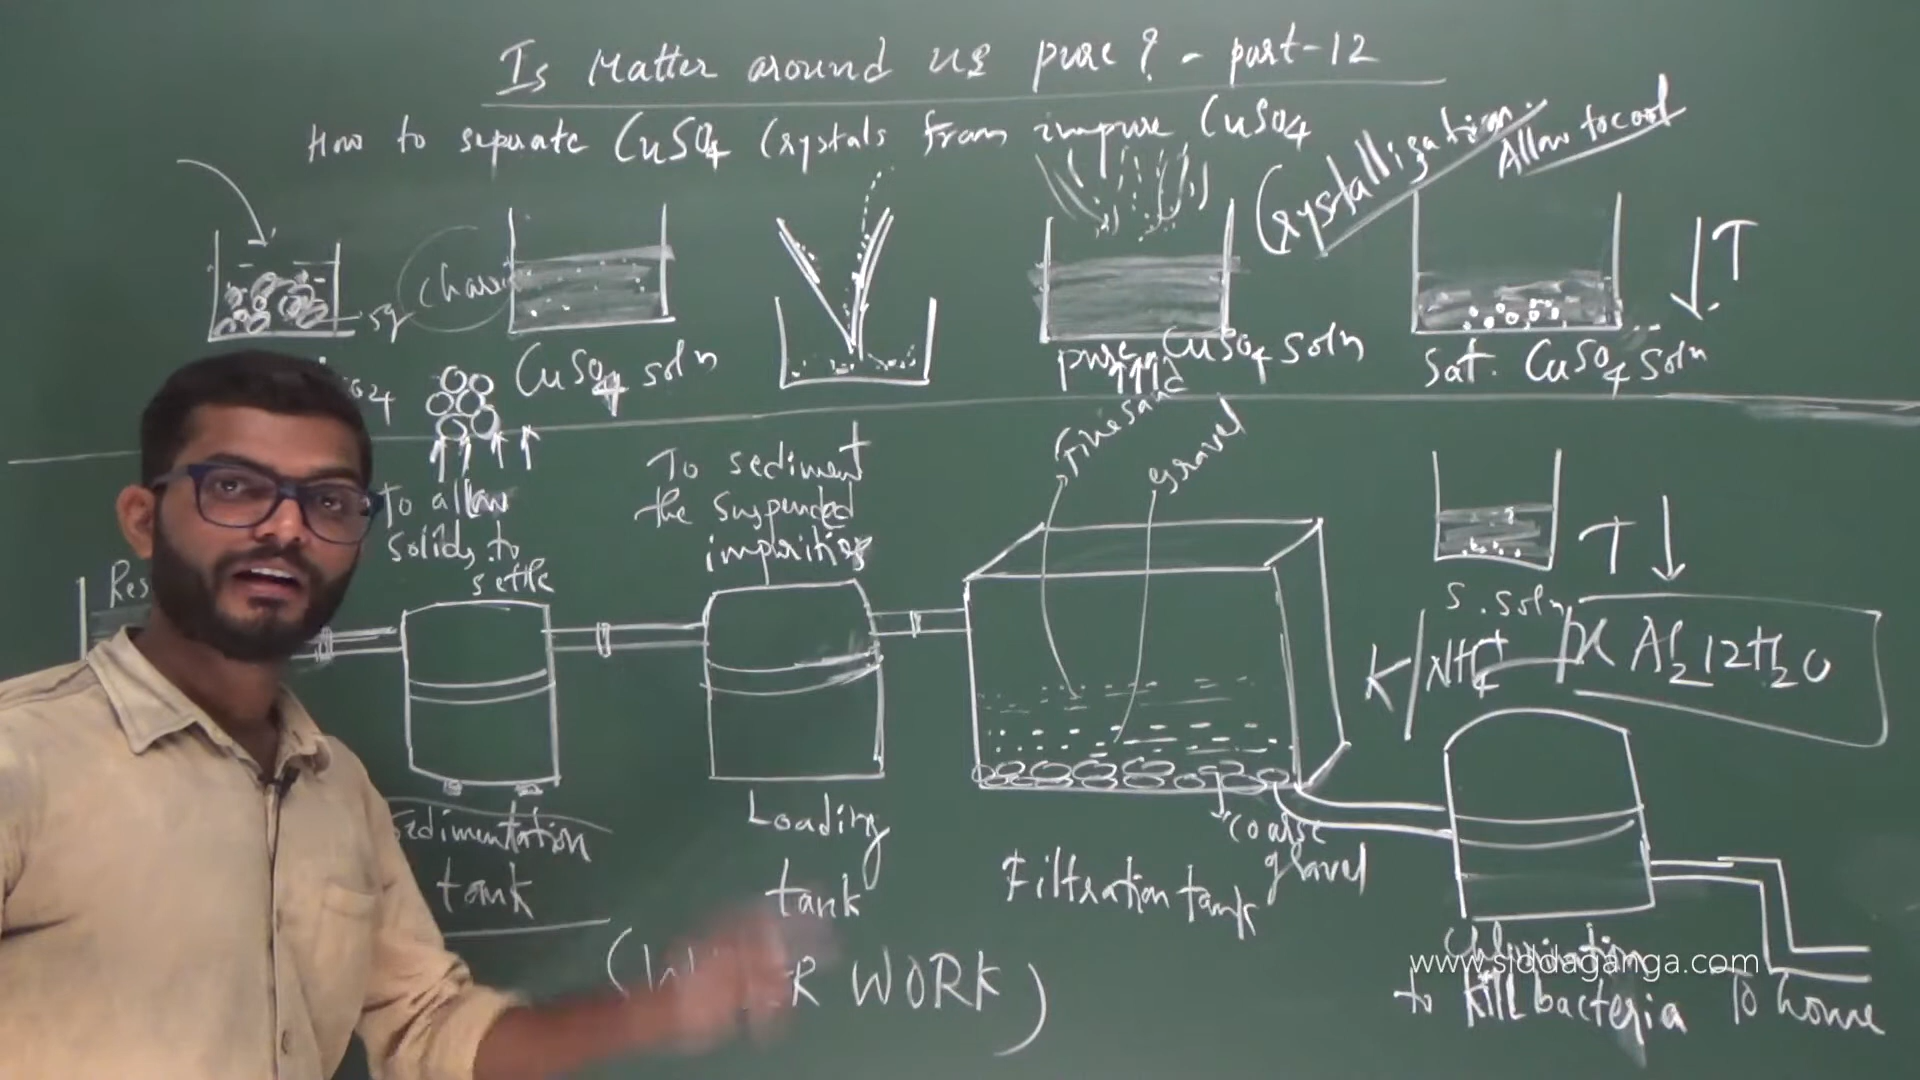 Is Matter around us pure? - part-12
How to seperate CuSO4 Crystals from impure CuSO4
Crystallization
Allow to cool
T
CuSO4 soln
pure CuSO4 soln
Sat. CuSO4 soln
fine sand
gravel
To allow
solids to
settle
To sediment
the suspended
impurities
Res
T
S. soln
K/NH4+
12H2O
Sedimentation
tank
Loading
tank
Filtration tank
coarse
gravel
to kill bacteria
To home
WORK)
www.siddaganga.com